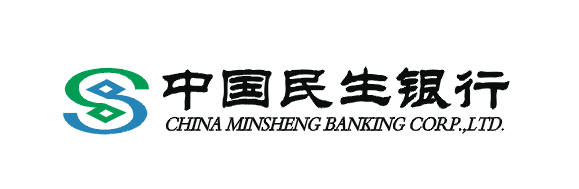 中国民生银行
CHINA MINSHENG BANKING CORP.,LTD.